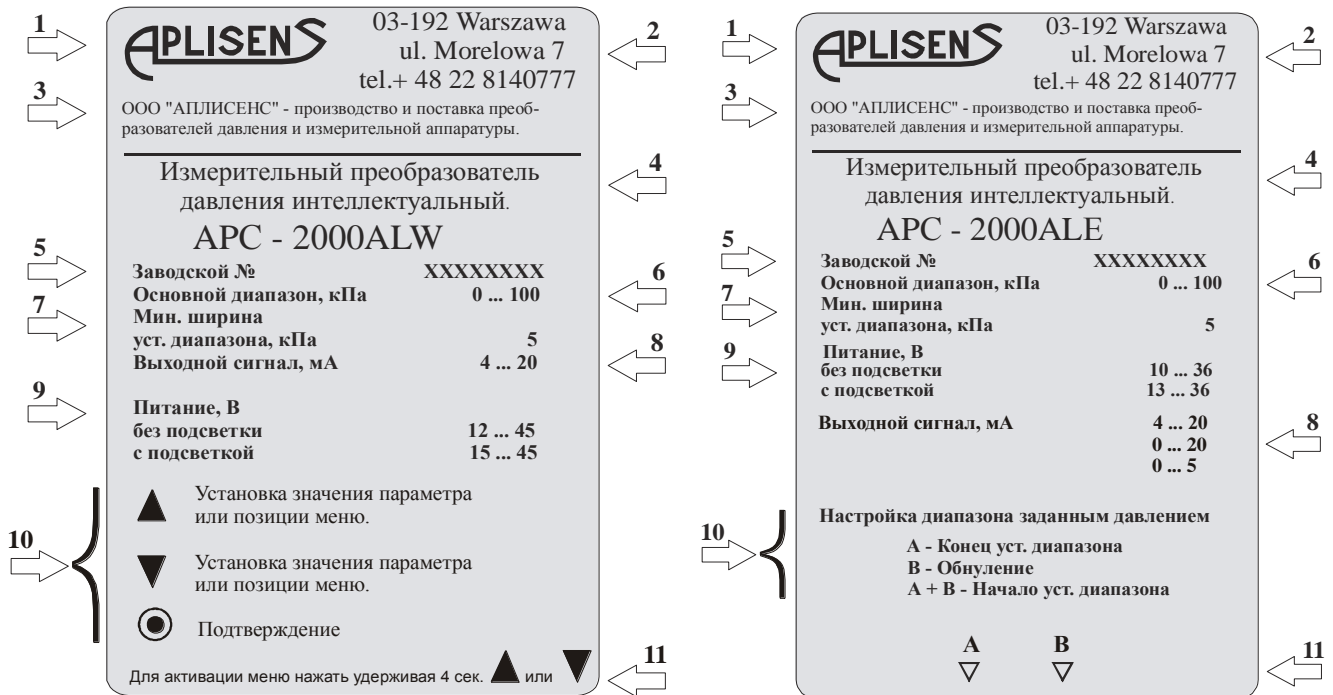 1
APLISENS
03-192 Warszawa
ul. Morelowa 7
tel.+ 48 22 8140777
2
3
ООО "АПЛИСЕНС" - производство и поставка преоб-
разователей давления и измерительной аппаратуры.
Измерительный преобразователь
давления интеллектуальный.
4
APC - 2000ALW
5
Заводской № XXXXXXXX
Основной диапазон, кПа 0 ... 100
6
7
Мин. ширина
уст. диапазона, кПа 5
Выходной сигнал, мА 4 ... 20
8
9
Питание, В
без подсветки 12 ... 45
с подсветкой 15 ... 45
10
Установка значения параметра
или позиции меню.
Установка значения параметра
или позиции меню.
Подтверждение
Для активации меню нажать удерживая 4 сек. ▲ или ▼
11
1
APLISENS
03-192 Warszawa
ul. Morelowa 7
tel.+ 48 22 8140777
2
3
ООО "АПЛИСЕНС" - производство и поставка преоб-
разователей давления и измерительной аппаратуры.
Измерительный преобразователь
давления интеллектуальный.
4
APC - 2000ALE
5
Заводской № XXXXXXXX
Основной диапазон, кПа 0 ... 100
6
7
Мин. ширина
уст. диапазона, кПа 5
9
Питание, В
без подсветки 10 ... 36
с подсветкой 13 ... 36
Выходной сигнал, мА 4 ... 20
0 ... 20
0 ... 5
8
Настройка диапазона заданным давлением
10
А - Конец уст. диапазона
В - Обнуление
А + В - Начало уст. диапазона
A B
11